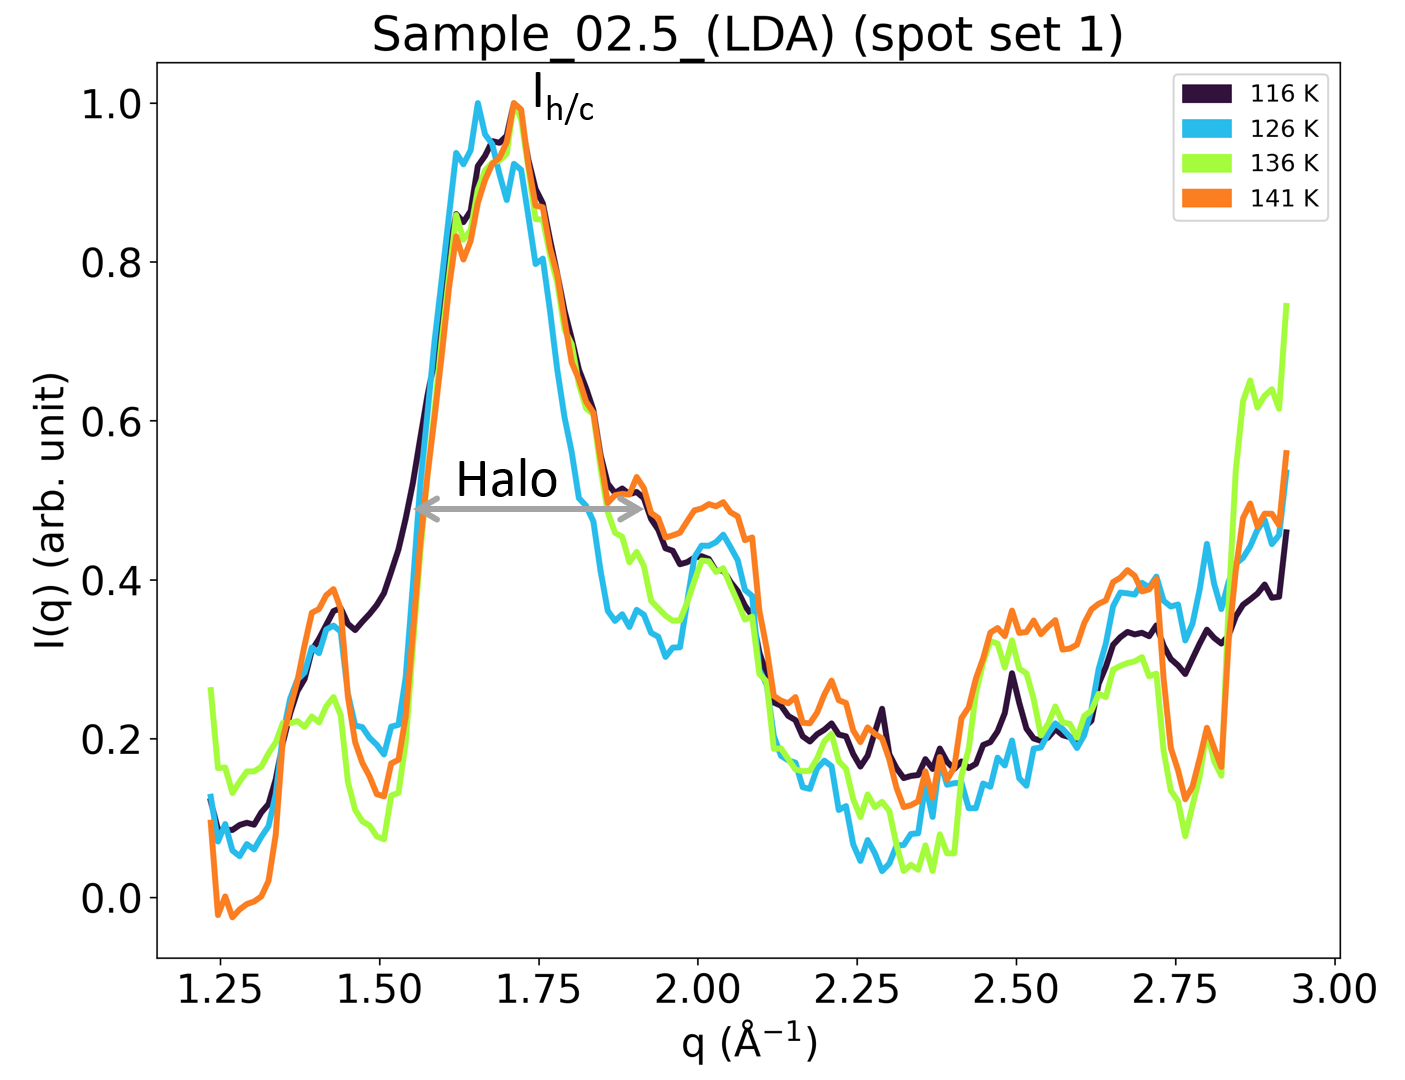 Sample_02.5_(LDA) (spot set 1)
I_h/c
116 K
126 K
136 K
141 K
Halo
I(q) (arb. unit)
1.0
0.8
0.6
0.4
0.2
0.0
1.25 1.50 1.75 2.00 2.25 2.50 2.75 3.00
q (Å⁻¹)